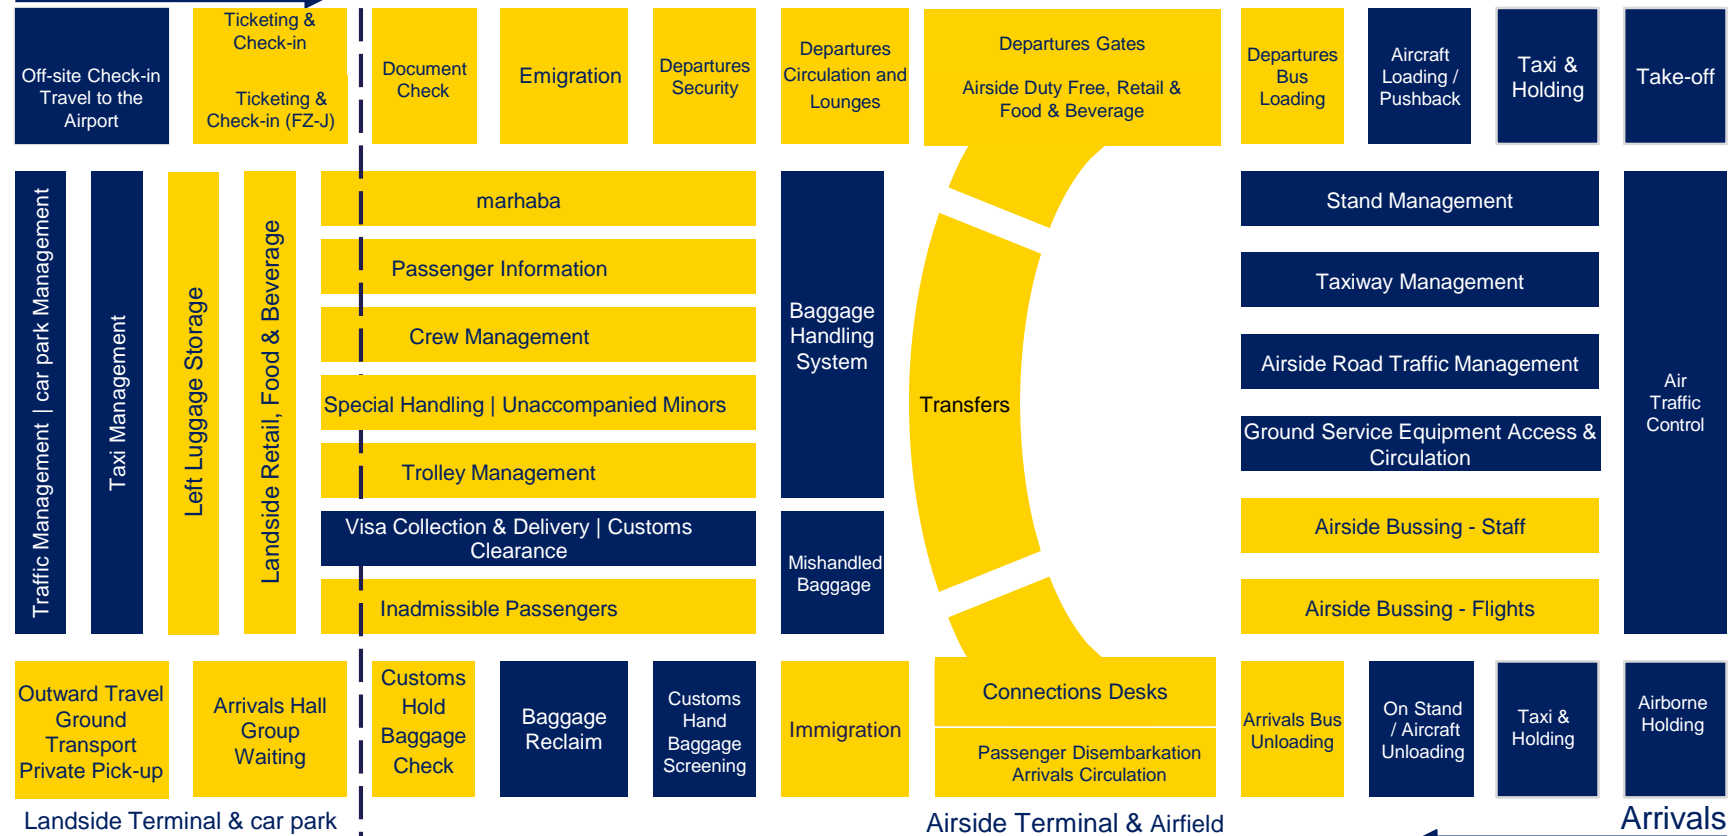 Ticketing &
Check-in
Ticketing &
Check-in (FZ-J)
Off-site Check-in
Travel to the
Airport
Document
Check
Emigration
Departures
Security
Departures
Circulation and
Lounges
Departures Gates
Airside Duty Free, Retail &
Food & Beverage
Departures
Bus
Loading
Aircraft
Loading /
Pushback
Taxi &
Holding
Take-off
Traffic Management | car park Management
Taxi Management
Left Luggage Storage
Landside Retail, Food & Beverage
marhaba
Passenger Information
Crew Management
Special Handling | Unaccompanied Minors
Trolley Management
Visa Collection & Delivery | Customs
Clearance
Inadmissible Passengers
Baggage
Handling
System
Mishandled
Baggage
Transfers
Stand Management
Taxiway Management
Airside Road Traffic Management
Ground Service Equipment Access &
Circulation
Airside Bussing - Staff
Airside Bussing - Flights
Air
Traffic
Control
Outward Travel
Ground
Transport
Private Pick-up
Arrivals Hall
Group
Waiting
Customs
Hold
Baggage
Check
Baggage
Reclaim
Customs
Hand
Baggage
Screening
Immigration
Connections Desks
Passenger Disembarkation
Arrivals Circulation
Arrivals Bus
Unloading
On Stand
/ Aircraft
Unloading
Taxi &
Holding
Airborne
Holding
Landside Terminal & car park
Airside Terminal & Airfield
Arrivals